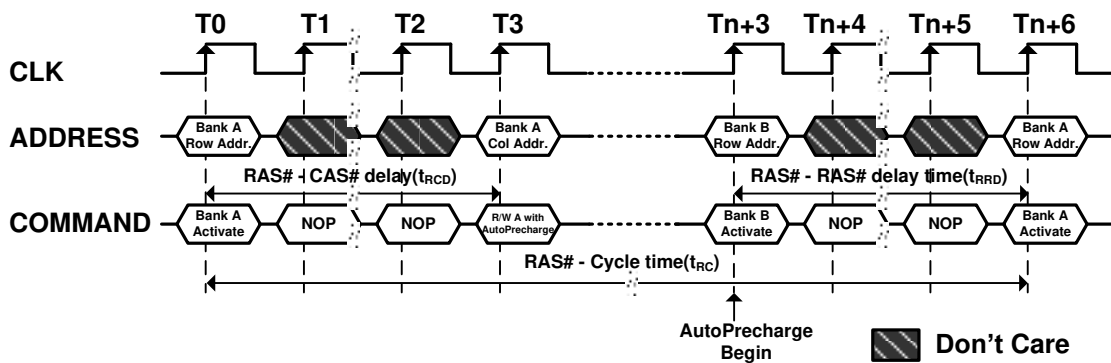 T0 T1 T2 T3 Tn+3 Tn+4 Tn+5 Tn+6
CLK
ADDRESS
Bank A
Row Addr.
Bank A
Col Addr.
Bank B
Row Addr.
Bank A
Row Addr.
RAS# - CAS# delay(tRCD)
RAS# - RAS# delay time(tRRD)
COMMAND
Bank A
Activate
NOP
NOP
R/W A with
AutoPrecharge
Bank B
Activate
NOP
NOP
Bank A
Activate
RAS# - Cycle time(tRC)
AutoPrecharge
Begin
Don't Care